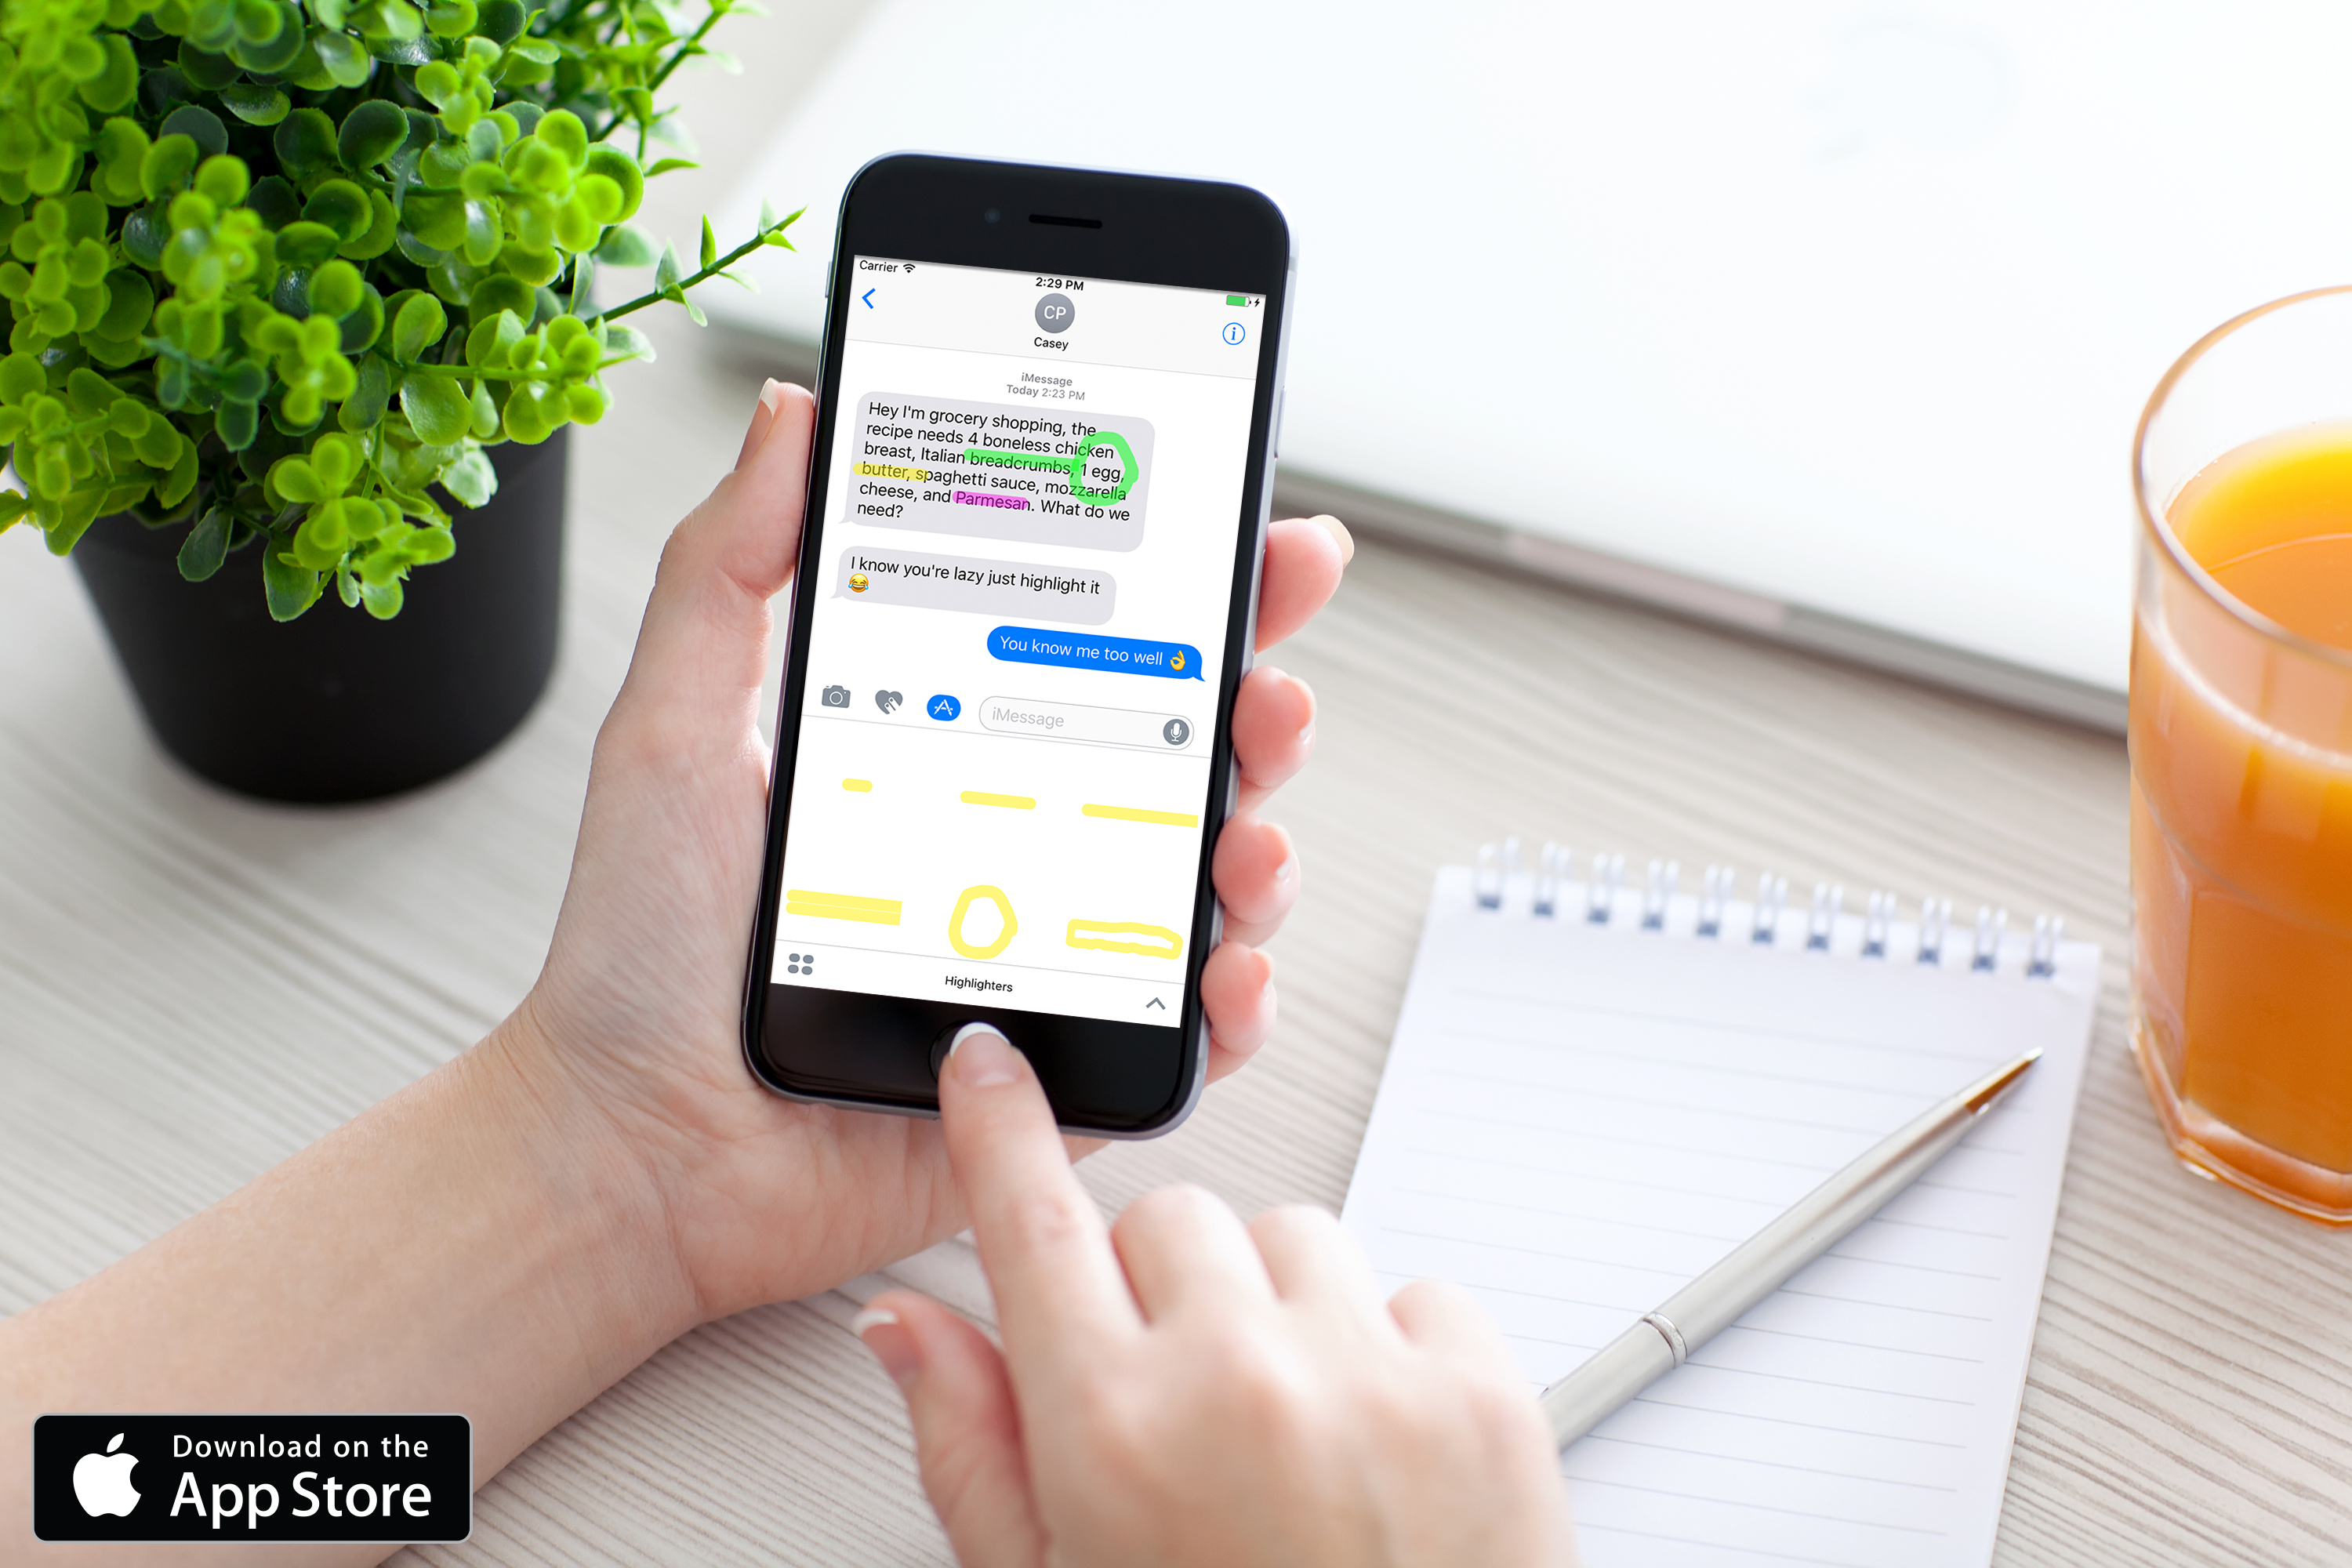 Carrier
2:29 PM
CP
Casey
iMessage
Today 2:23 PM
Hey I'm grocery shopping, the
recipe needs 4 boneless chicken
breast, Italian breadcrumbs, 1 egg,
butter, spaghetti sauce, mozzarella
cheese, and Parmesan. What do we
need?
I know you're lazy just highlight it
😂
You know me too well 👌
iMessage
Highlighters
Download on the
App Store